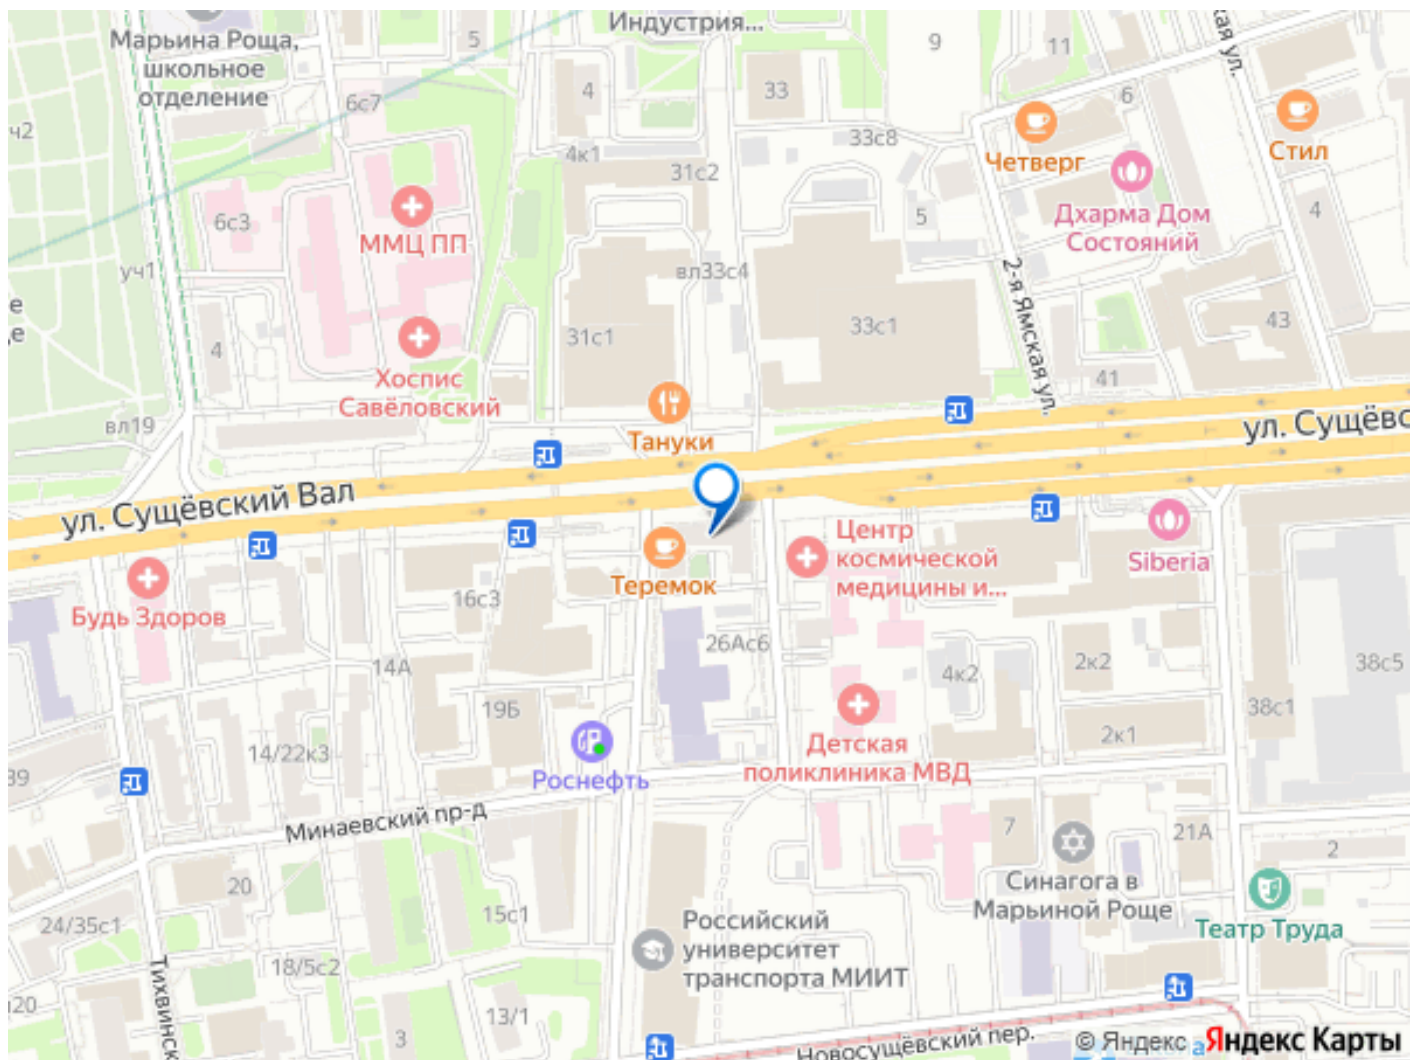 Индустрия...
Марьина Роща,
школьное
отделение
5
9
11
кая ул.
6с7
4
33
6
ч2
4к1
31с2
33с8
Четверг
Стил
6с3
ММЦ ПП
5
Дхарма Дом
Состояний
4
уч1
вл33с4
2-я Ямская ул.
е
е
4
31с1
33с1
43
Хоспис
Савёловский
41
вл19
Тануки
ул. Сущёвс
ул. Сущёвский Вал
Центр
космической
медицины и...
Siberia
Теремок
Будь Здоров
16с3
14А
26Ас6
4к2
2к2
38с5
19Б
38с1
14/22к3
Детская
поликлиника МВД
2к1
39
Роснефть
Минаевский пр-д
7
21А
2
20
Синагога в
Марьиной Роще
24/35с1
15с1
Российский
университет
транспорта МИИТ
Театр Труда
18/5с2
Тихвинск
20
13/1
3
Новосущёвский пер.
© Яндекс Яндекс Карты